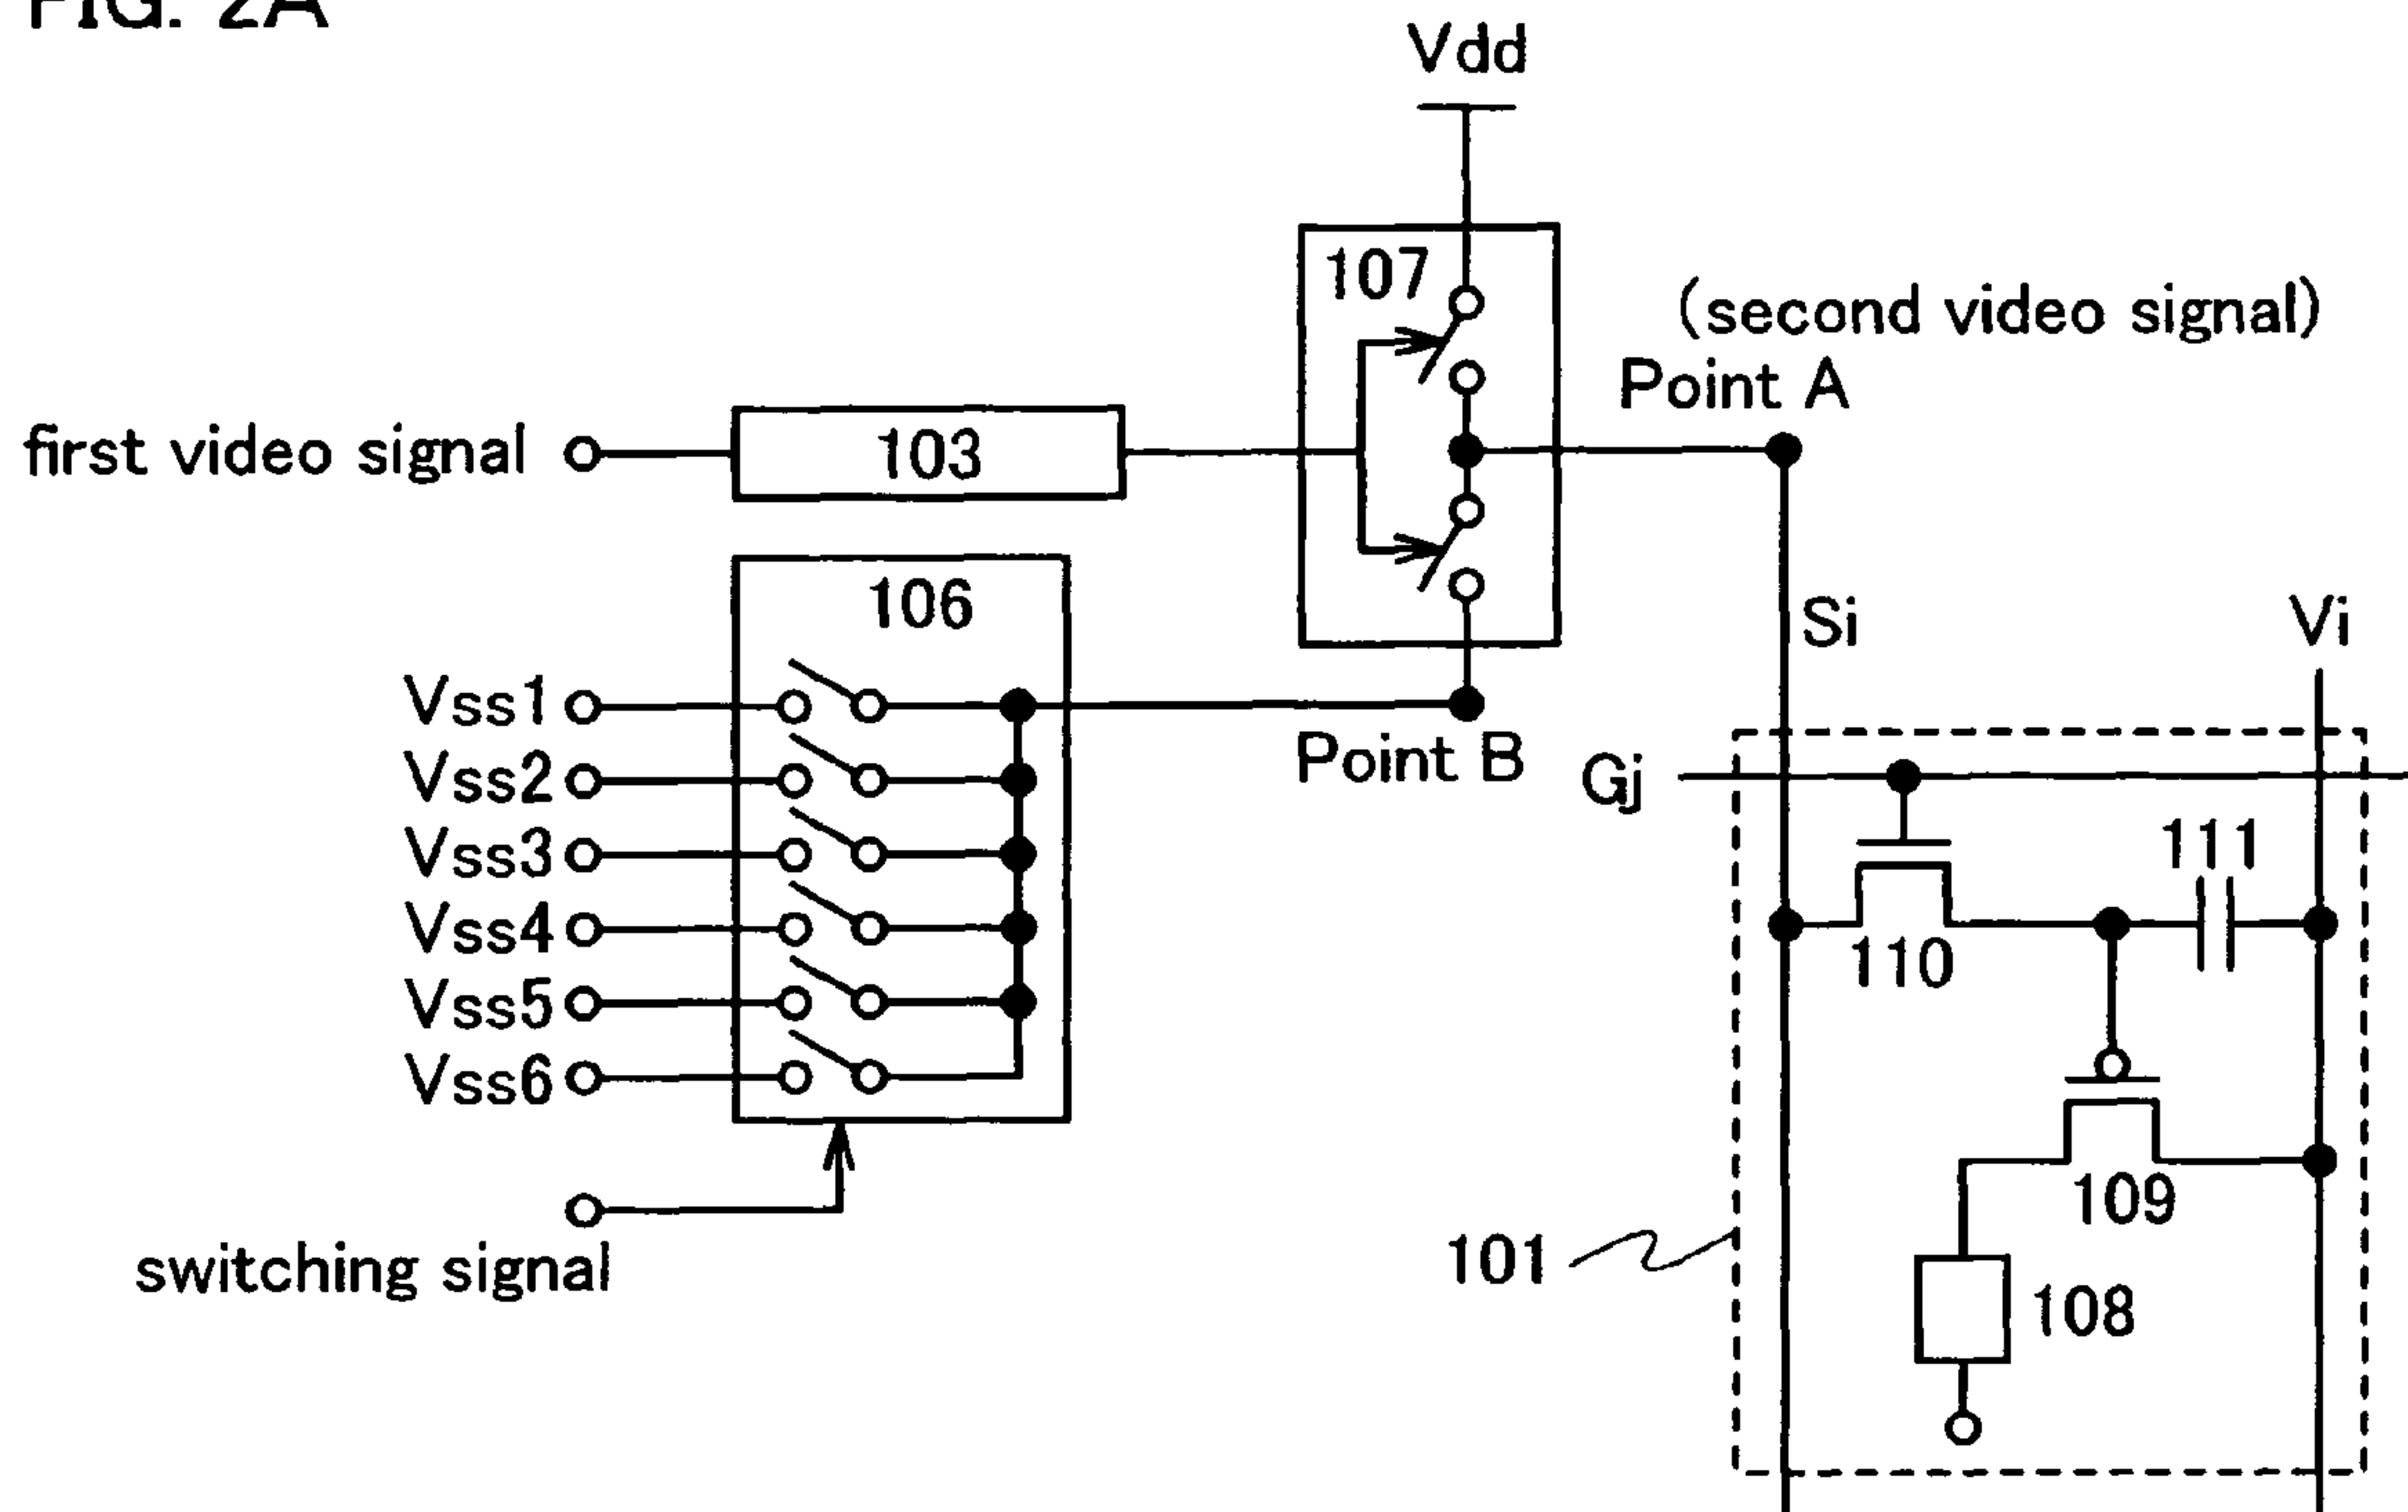 FIG. 2A
Vdd
107
(second video signal)
Point A
first video signal
103
106
Si
Vi
Vss1
Vss2
Vss3
Vss4
Vss5
Vss6
Point B
Gj
111
110
109
101
108
switching signal